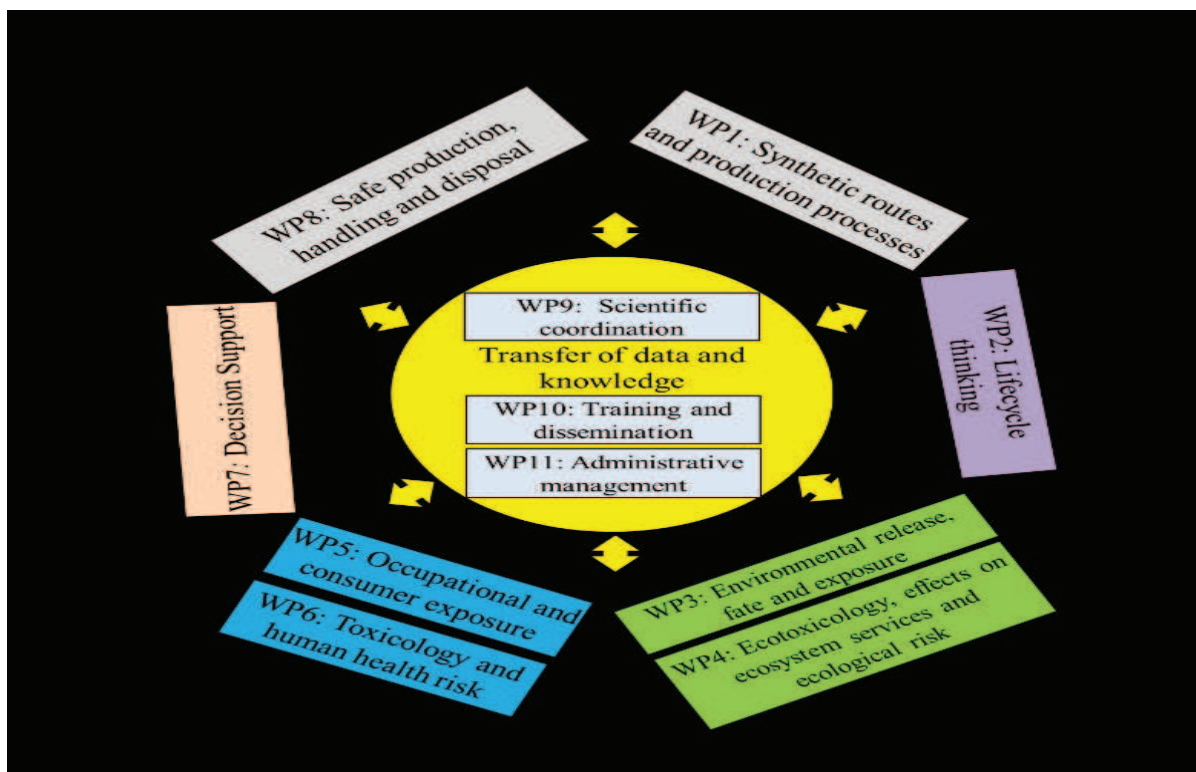 WP8: Safe production,
handling and disposal
WP1: Synthetic routes
and production processes
WP7: Decision Support
WP9: Scientific
coordination
Transfer of data and
knowledge
WP10: Training and
dissemination
WP11: Administrative
management
WP2: Lifecycle
thinking
WP5: Occupational and
consumer exposure
WP6: Toxicology and
human health risk
WP3: Environmental release,
fate and exposure
WP4: Ecotoxicology, effects on
ecosystem services and
ecological risk